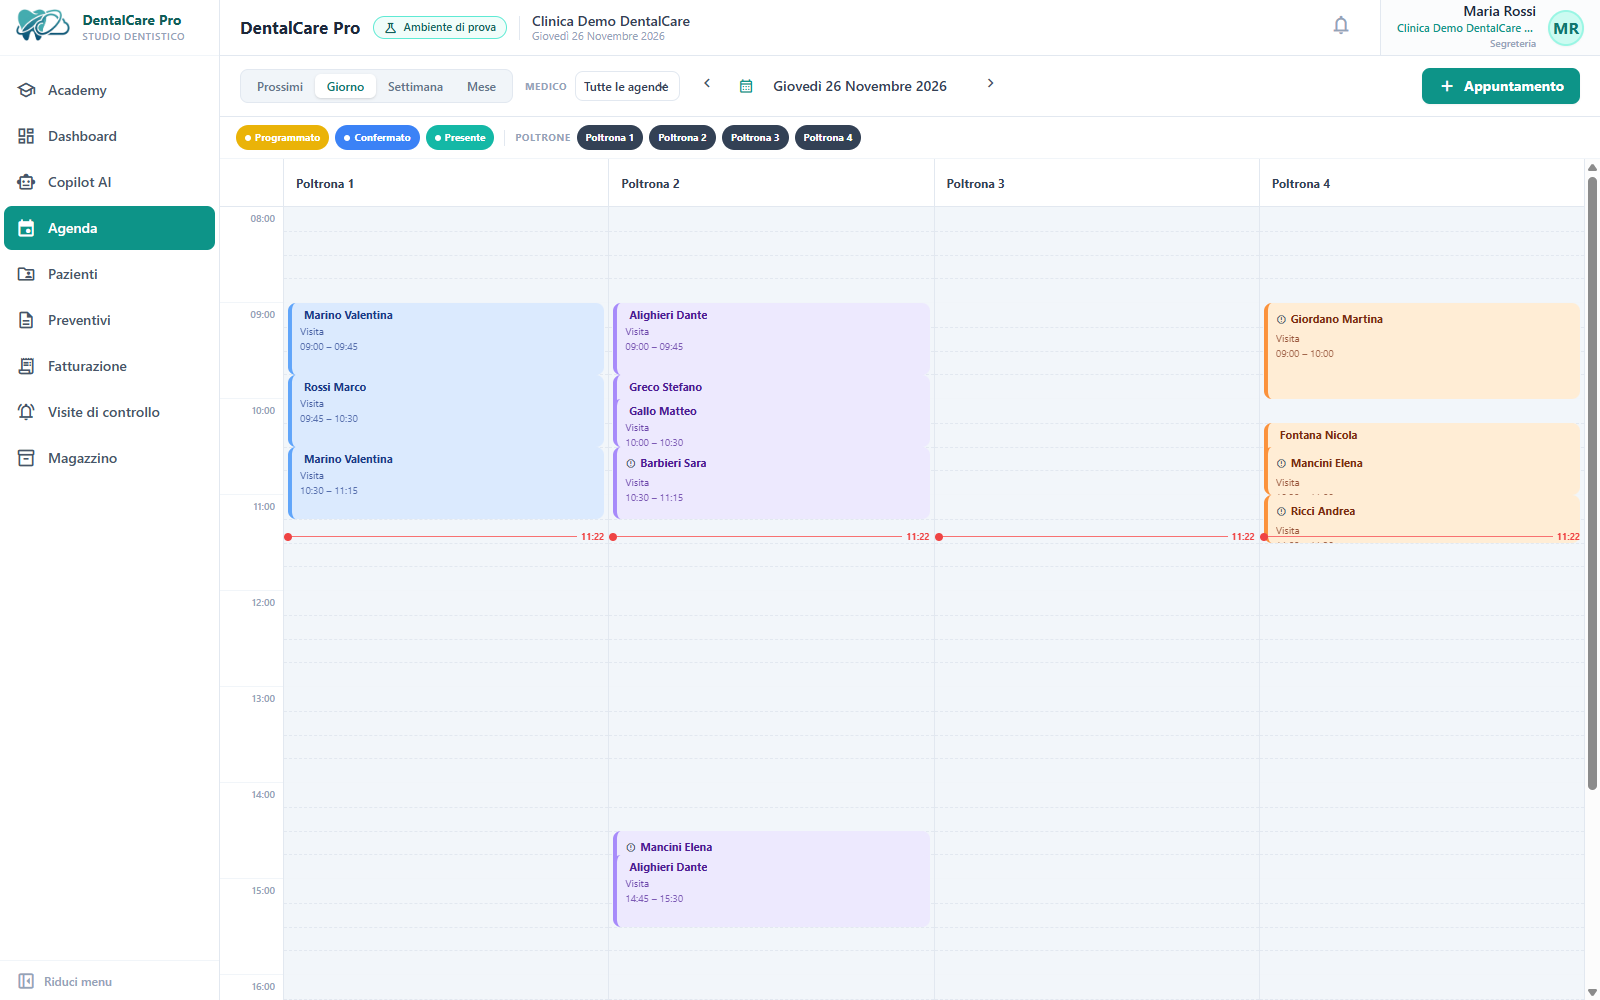 DentalCare Pro
STUDIO DENTISTICO
Academy
Dashboard
Copilot AI
Agenda
Pazienti
Preventivi
Fatturazione
Visite di controllo
Magazzino
Riduci menu
DentalCare Pro
Ambiente di prova
Clinica Demo DentalCare
Giovedì 26 Novembre 2026
Maria Rossi
Clinica Demo DentalCare ...
Segreteria
MR
Prossimi
Giorno
Settimana
Mese
MEDICO
Tutte le agende
Giovedì 26 Novembre 2026
+ Appuntamento
Programmato
Confermato
Presente
POLTRONE
Poltrona 1
Poltrona 2
Poltrona 3
Poltrona 4
Poltrona 1
Poltrona 2
Poltrona 3
Poltrona 4
08:00
09:00
10:00
11:00
12:00
13:00
14:00
15:00
16:00
Marino Valentina
Visita
09:00 – 09:45
Rossi Marco
Visita
09:45 – 10:30
Marino Valentina
Visita
10:30 – 11:15
11:22
Alighieri Dante
Visita
09:00 – 09:45
Greco Stefano
Gallo Matteo
Visita
10:00 – 10:30
Barbieri Sara
Visita
10:30 – 11:15
11:22
Mancini Elena
Alighieri Dante
Visita
14:45 – 15:30
11:22
Giordano Martina
Visita
09:00 – 10:00
Fontana Nicola
Mancini Elena
Visita
Ricci Andrea
Visita
11:22